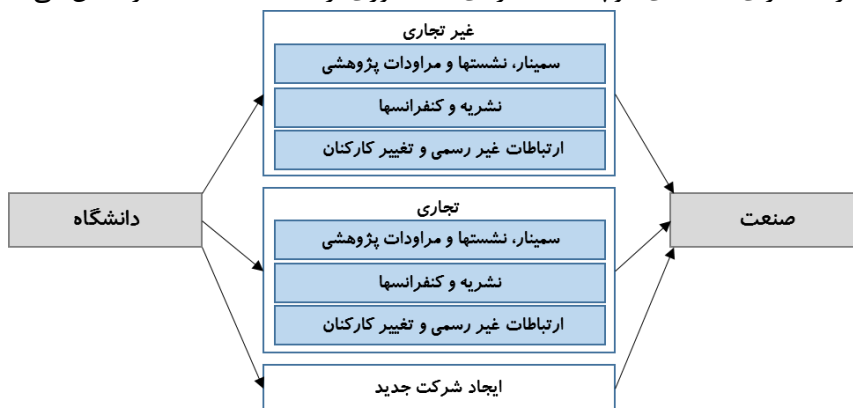 غیر تجاری
سمینار، نشستها و مراودات پژوهشی
نشریه و کنفرانسها
ارتباطات غیر رسمی و تغییر کارکنان
دانشگاه
صنعت
تجاری
سمینار، نشستها و مراودات پژوهشی
نشریه و کنفرانسها
ارتباطات غیر رسمی و تغییر کارکنان
ایجاد شرکت جدید